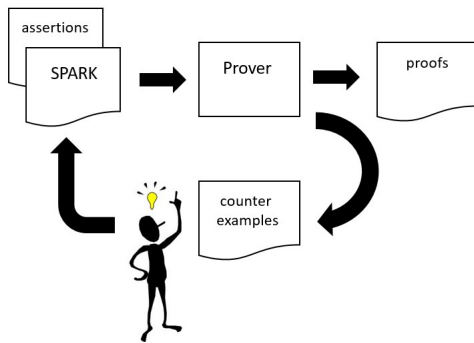 assertions
SPARK
Prover
proofs
counter
examples